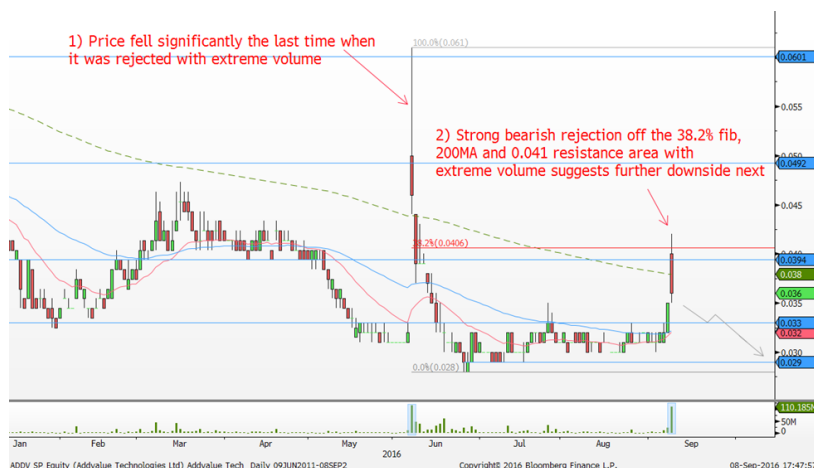 1) Price fell significantly the last time when
it was rejected with extreme volume
100.0%(0.061)
0.0601
0.055
2) Strong bearish rejection off the 38.2% fib,
200MA and 0.041 resistance area with
extreme volume suggests further downside next
0.050
0.0492
0.045
38.2%(0.0406)
0.040
0.0394
0.038
0.036
0.035
0.033
0.032
0.030
0.029
0.0%(0.028)
110.185M
50M
0
Jan Feb Mar Apr May Jun Jul Aug Sep
2016
ADDV SP Equity (Addvalue Technologies Ltd) Addvalue Tech Daily 09JUN2011-08SEP2 Copyright© 2016 Bloomberg Finance L.P. 08-Sep-2016 17:47:57